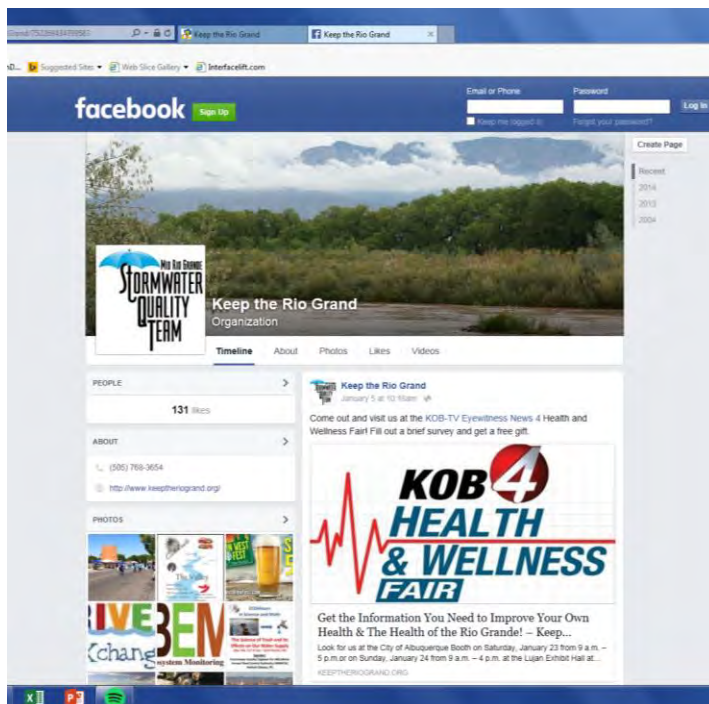 Keep the Rio Grand
Keep the Rio Grand
Suggested Sites
Web Slice Gallery
Interfacelift.com
facebook
Sign Up
Email or Phone
Password
Log In
Keep me logged in
Forgot your password?
Create Page
Recent
2014
2013
2004
MID RIO GRANDE
STORMWATER
QUALITY
TEAM
Keep the Rio Grand
Organization
Timeline
About
Photos
Likes
Videos
PEOPLE
131 likes
ABOUT
(505) 768-3654
http://www.keeptheriogrand.org/
PHOTOS
The Valley
RIVE
Xchang
BEM
system Monitoring
Keep the Rio Grand
January 5 at 10:
Come out and visit us at the KOB-TV Eyewitness News 4 Health and
Wellness Fair! Fill out a brief survey and get a free gift.
KOB 4
HEALTH
& WELLNESS
FAIR
Get the Information You Need to Improve Your Own
Health & The Health of the Rio Grande! – Keep...
Look for us at the City of Albuquerque Booth on Saturday, January 23 from 9 a.m. –
5 p.m.or on Sunday, January 24 from 9 a.m. – 4 p.m. at the Lujan Exhibit Hall at...
KEEPTHERIOGRAND.ORG